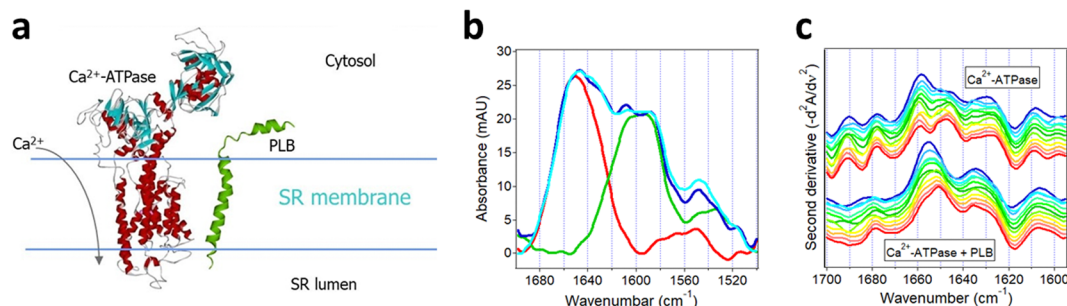 a
Ca2+-ATPase
Cytosol
Ca2+
PLB
SR membrane
SR lumen
b
Absorbance (mAU)
30
25
20
15
10
5
0
1680
1640
1600
1560
1520
Wavenumbar (cm-1)
c
Second derivative (-d2A/dv2)
Ca2+-ATPase
Ca2+-ATPase + PLB
1700
1680
1660
1640
1620
1600
Wavenumber (cm-1)